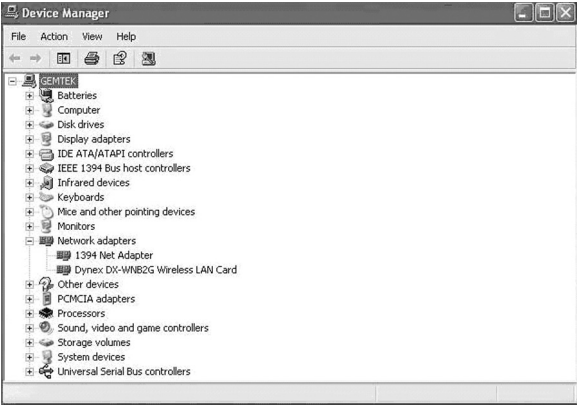 Device Manager
File Action View Help
GEMTEK
Batteries
Computer
Disk drives
Display adapters
IDE ATA/ATAPI controllers
IEEE 1394 Bus host controllers
Infrared devices
Keyboards
Mice and other pointing devices
Monitors
Network adapters
1394 Net Adapter
Dynex DX-WNB2G Wireless LAN Card
Other devices
PCMCIA adapters
Processors
Sound, video and game controllers
Storage volumes
System devices
Universal Serial Bus controllers